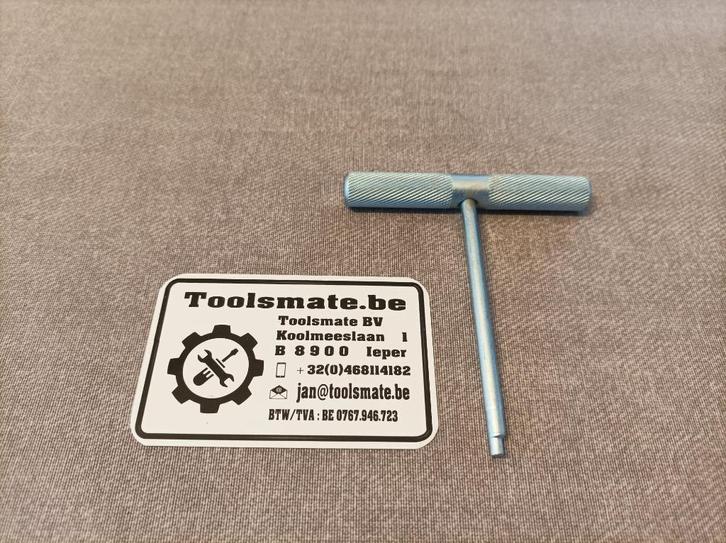 Toolsmate.be
Toolsmate BV
Koolmeeslaan 1
B 8900 Ieper
+32(0)468114182
jan@toolsmate.be
BTW/TVA : BE 0767.946.723